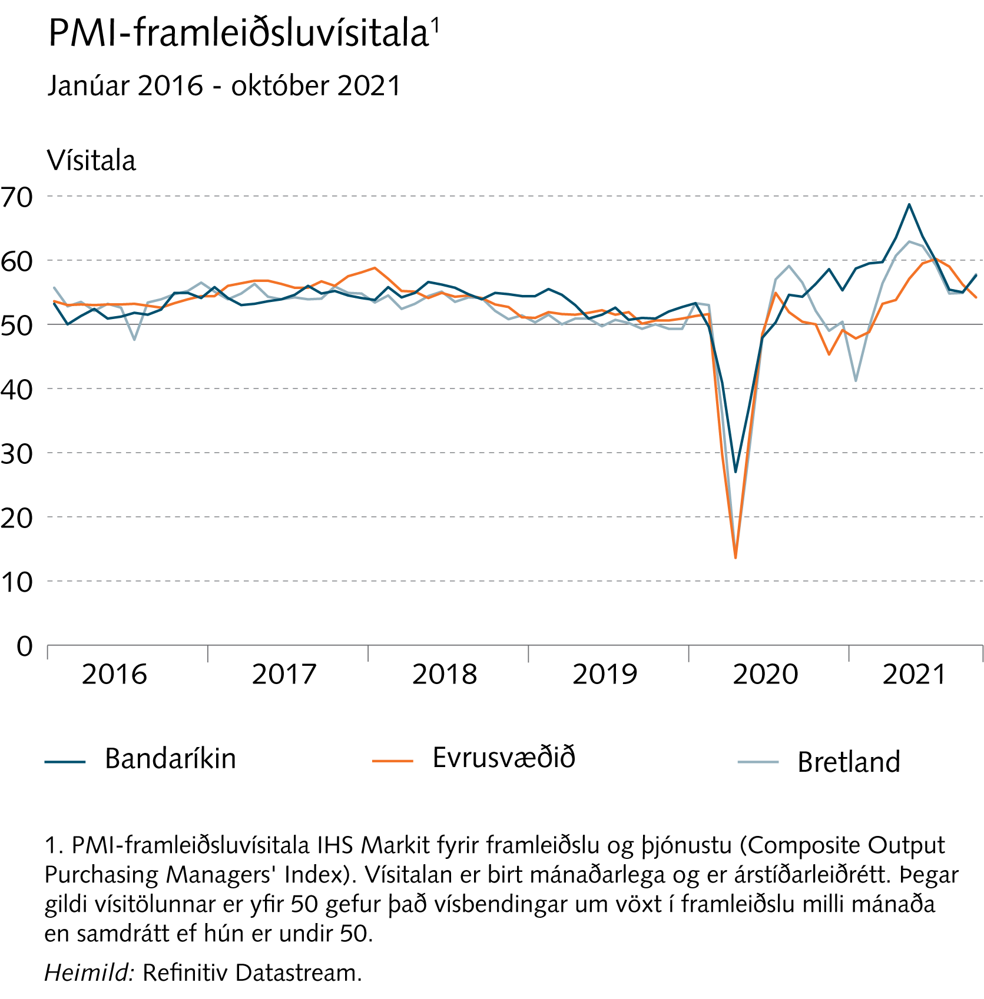 PMI-framleiðsluvísitala¹
Janúar 2016 - október 2021
Vísitala
70
60
50
40
30
20
10
0
2016 2017 2018 2019 2020 2021
Bandaríkin Evrusvæðið Bretland
1. PMI-framleiðsluvísitala IHS Markit fyrir framleiðslu og þjónustu (Composite Output
Purchasing Managers' Index). Vísitalan er birt mánaðarlega og er árstíðarleiðrétt. Þegar
gildi vísitölunnar er yfir 50 gefur það vísbendingar um vöxt í framleiðslu milli mánaða
en samdrátt ef hún er undir 50.
Heimild: Refinitiv Datastream.